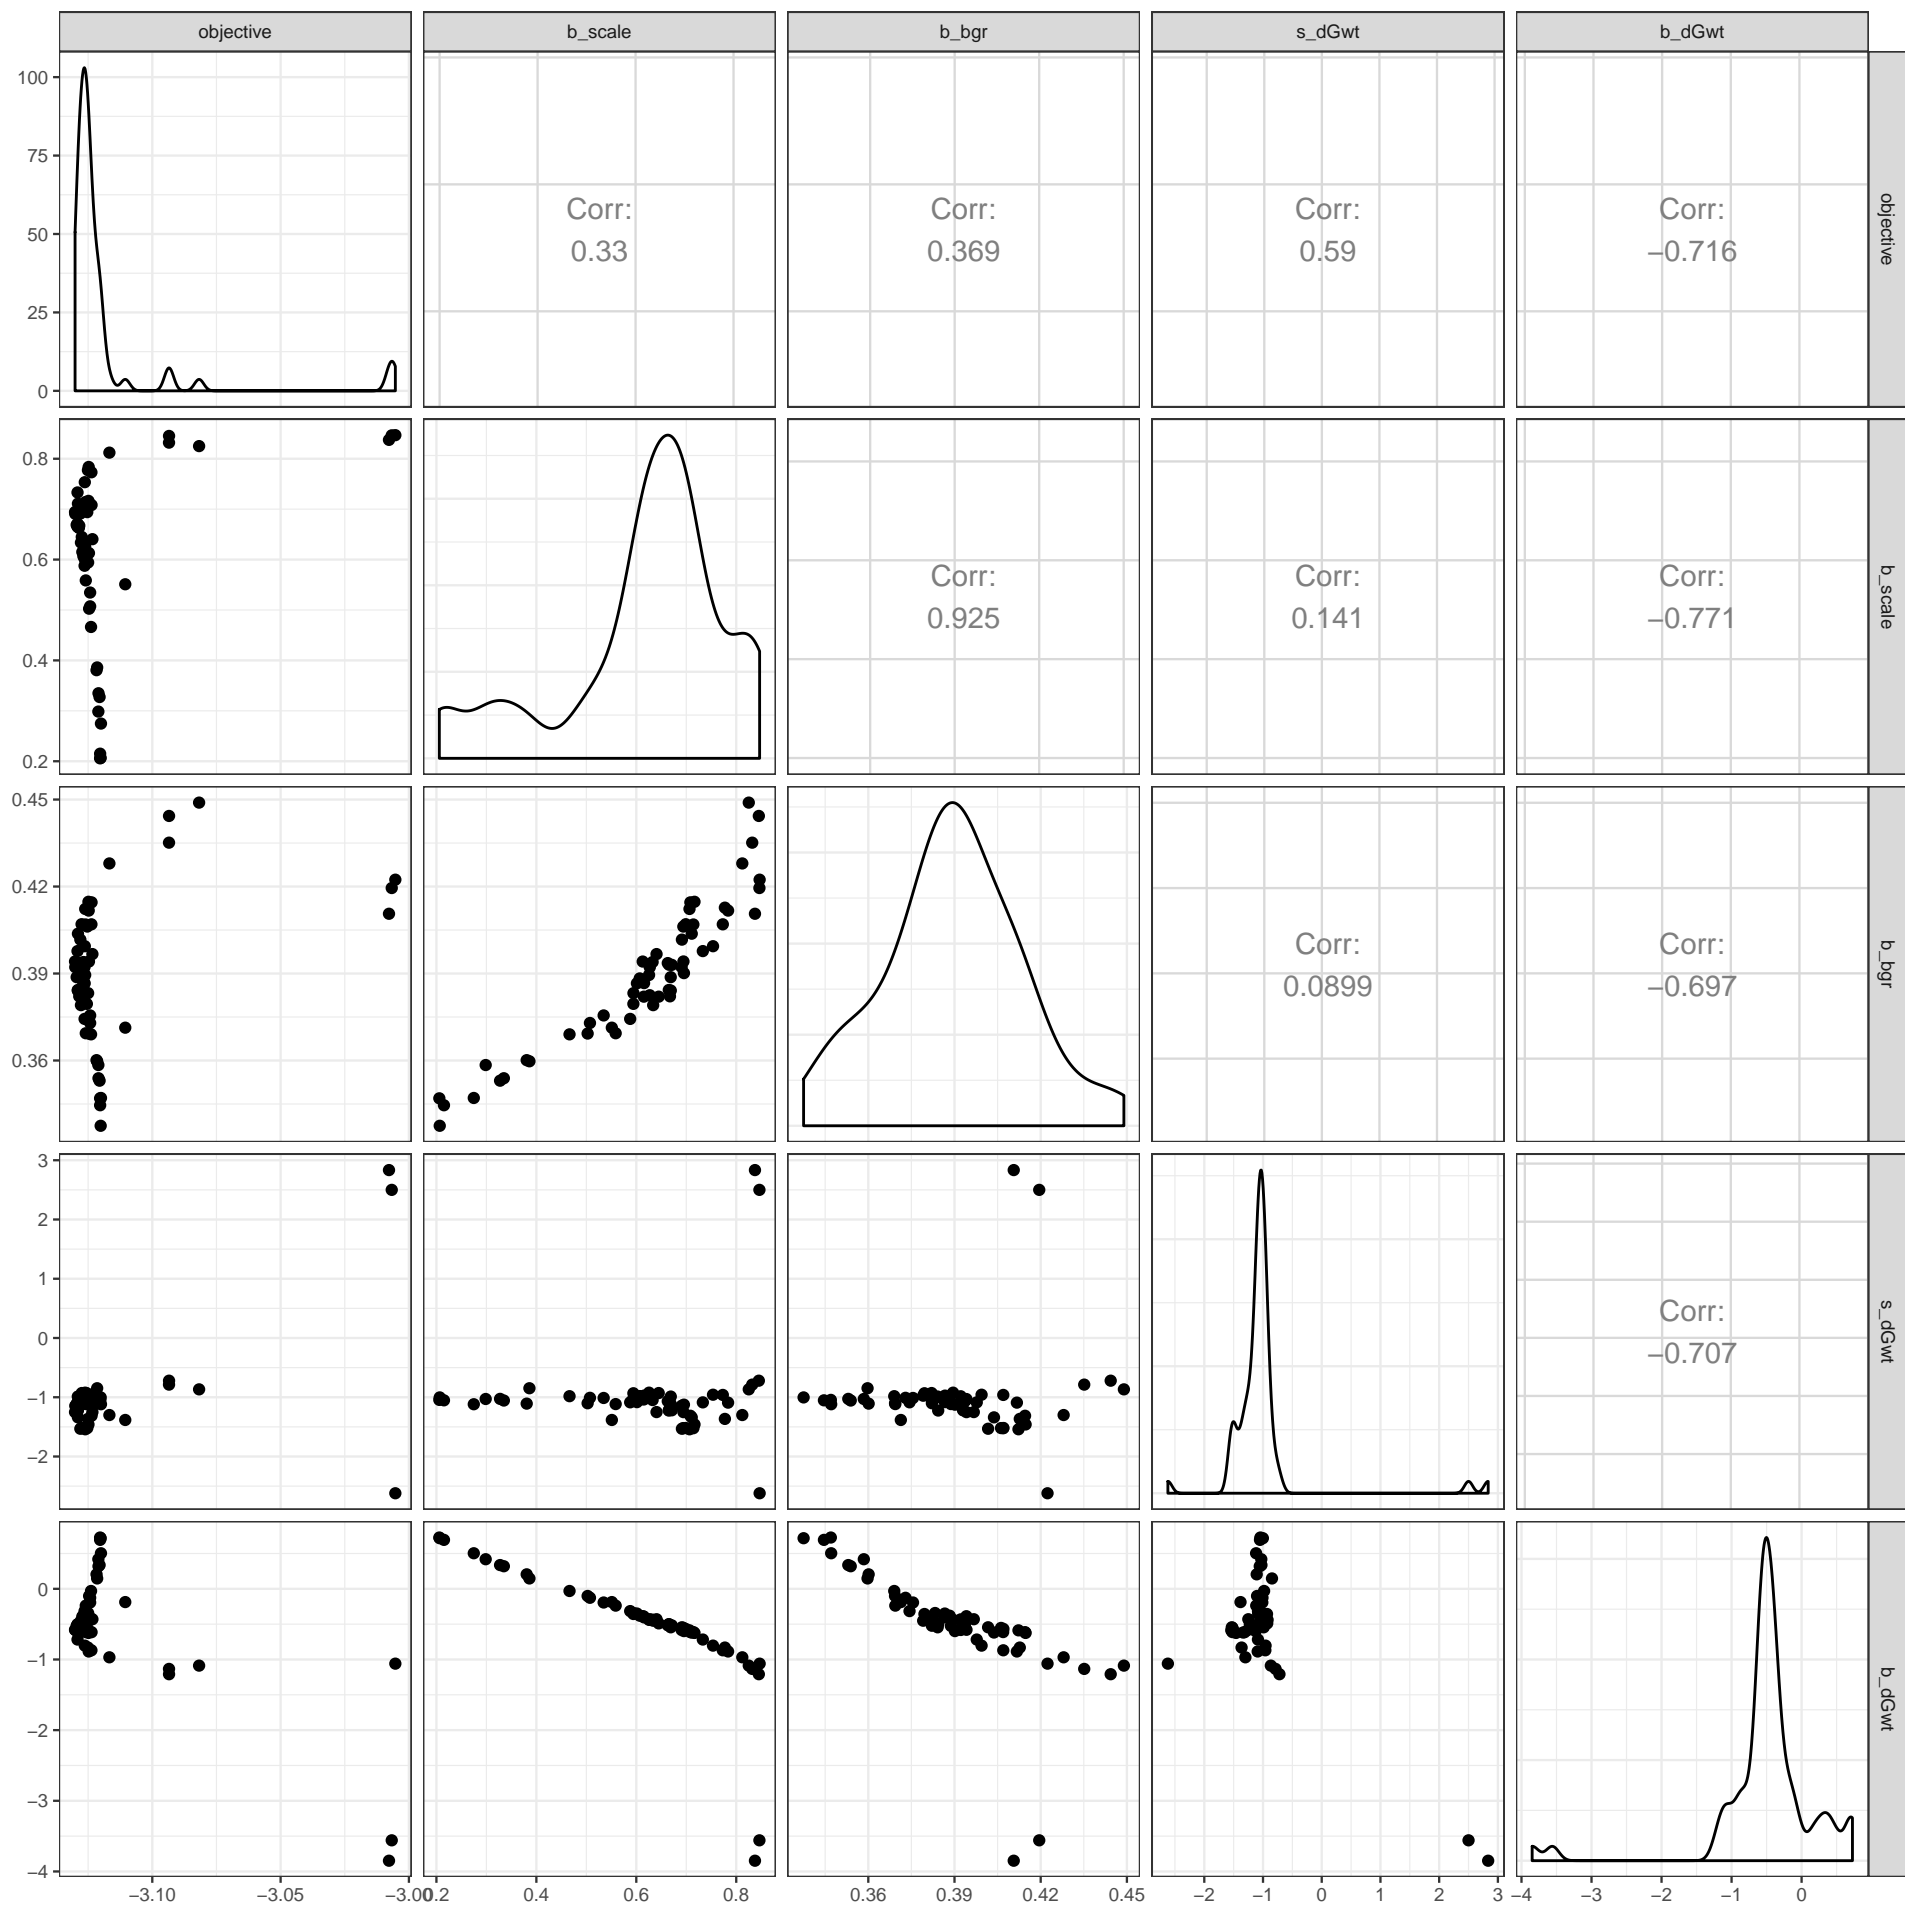 objective b_scale b_bgr s_dGwt b_dGwt
100
75
50
25
0
Corr: Corr: Corr: Corr:
0.33 0.369 0.59 −0.716
objective
0.8
0.6
0.4
0.2
Corr: Corr: Corr:
0.925 0.141 −0.771
b_scale
0.45
0.42
0.39
0.36
Corr: Corr:
0.0899 −0.697
b_bgr
3
2
1
0
−1
−2
Corr:
−0.707
s_dGwt
0
−1
−2
−3
−4
b_dGwt
−3.10 −3.05 −3.00 0.2 0.4 0.6 0.8 0.36 0.39 0.42 0.45 −2 −1 0 1 2 3 −4 −3 −2 −1 0